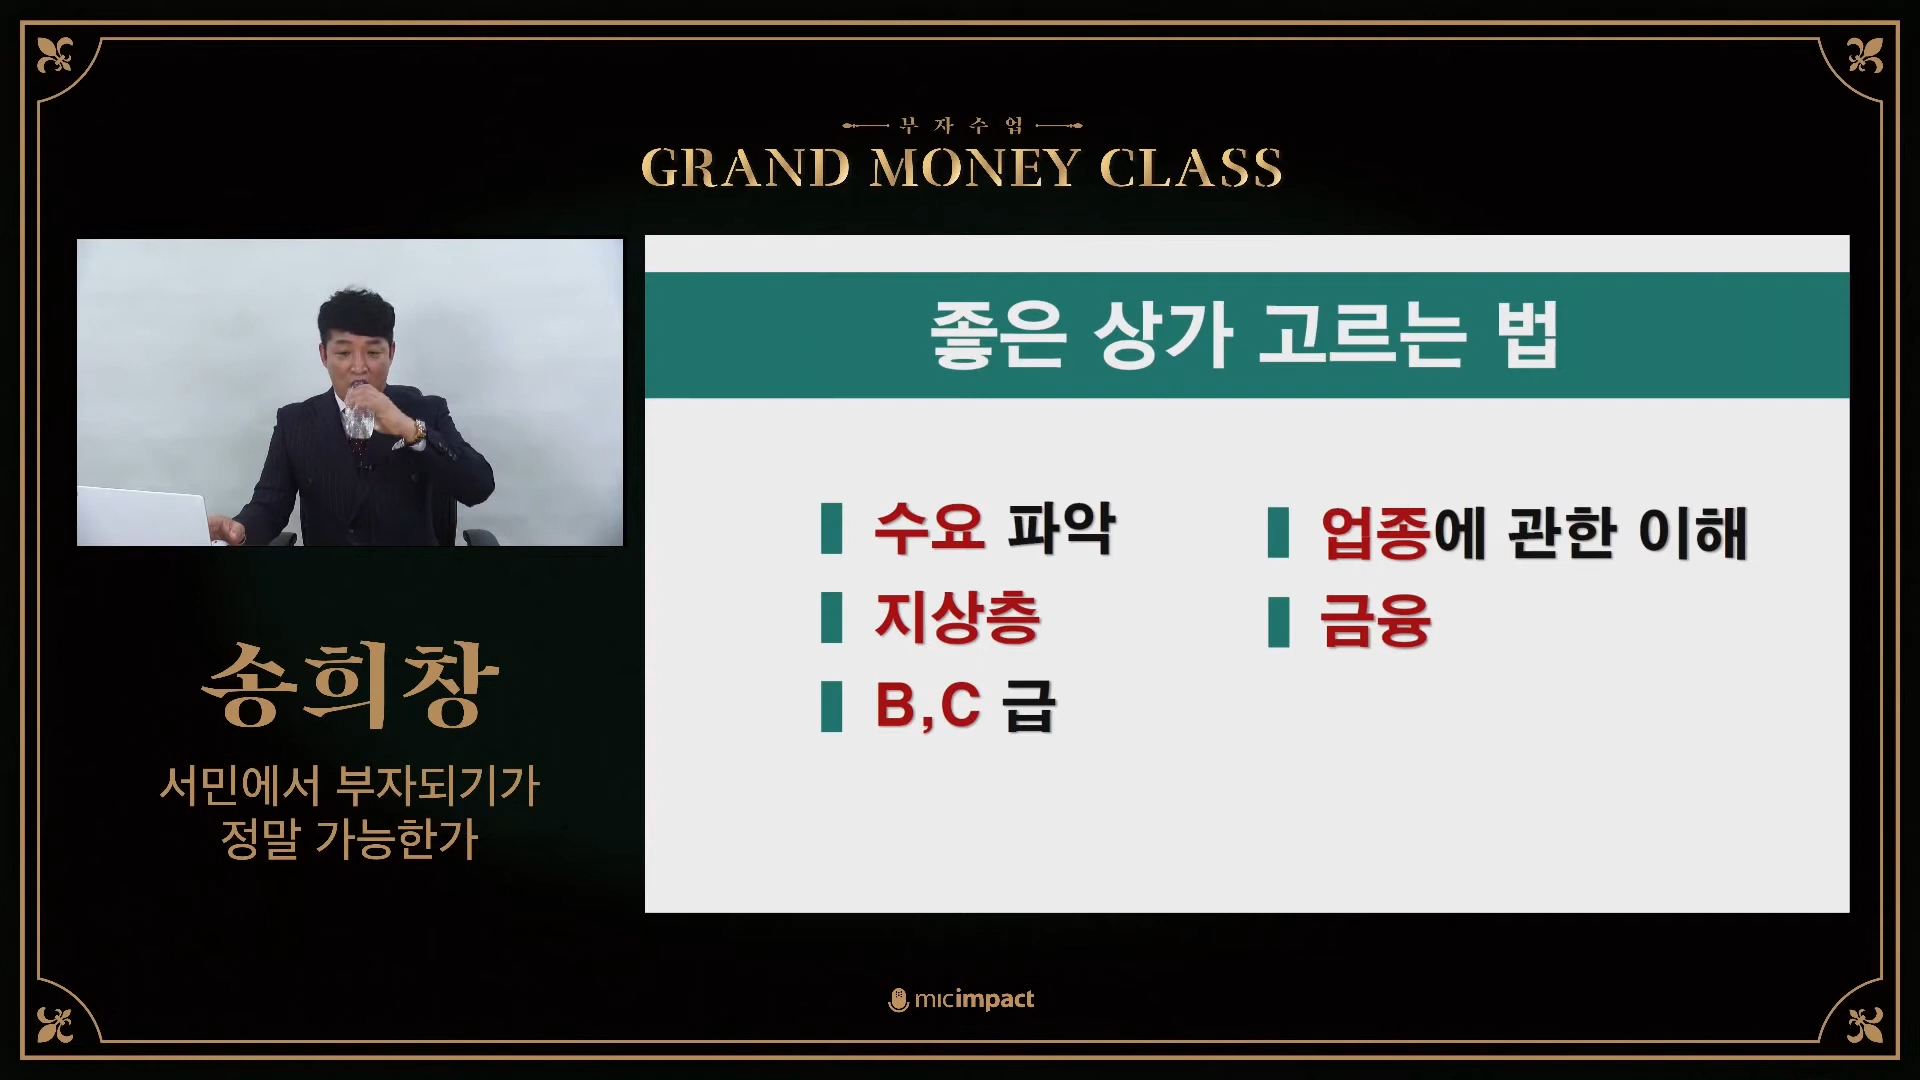 부자수업
GRAND MONEY CLASS
좋은 상가 고르는 법
수요 파악
지상층
B,C 급
업종에 관한 이해
금융
송희창
서민에서 부자되기가
정말 가능한가
micimpact